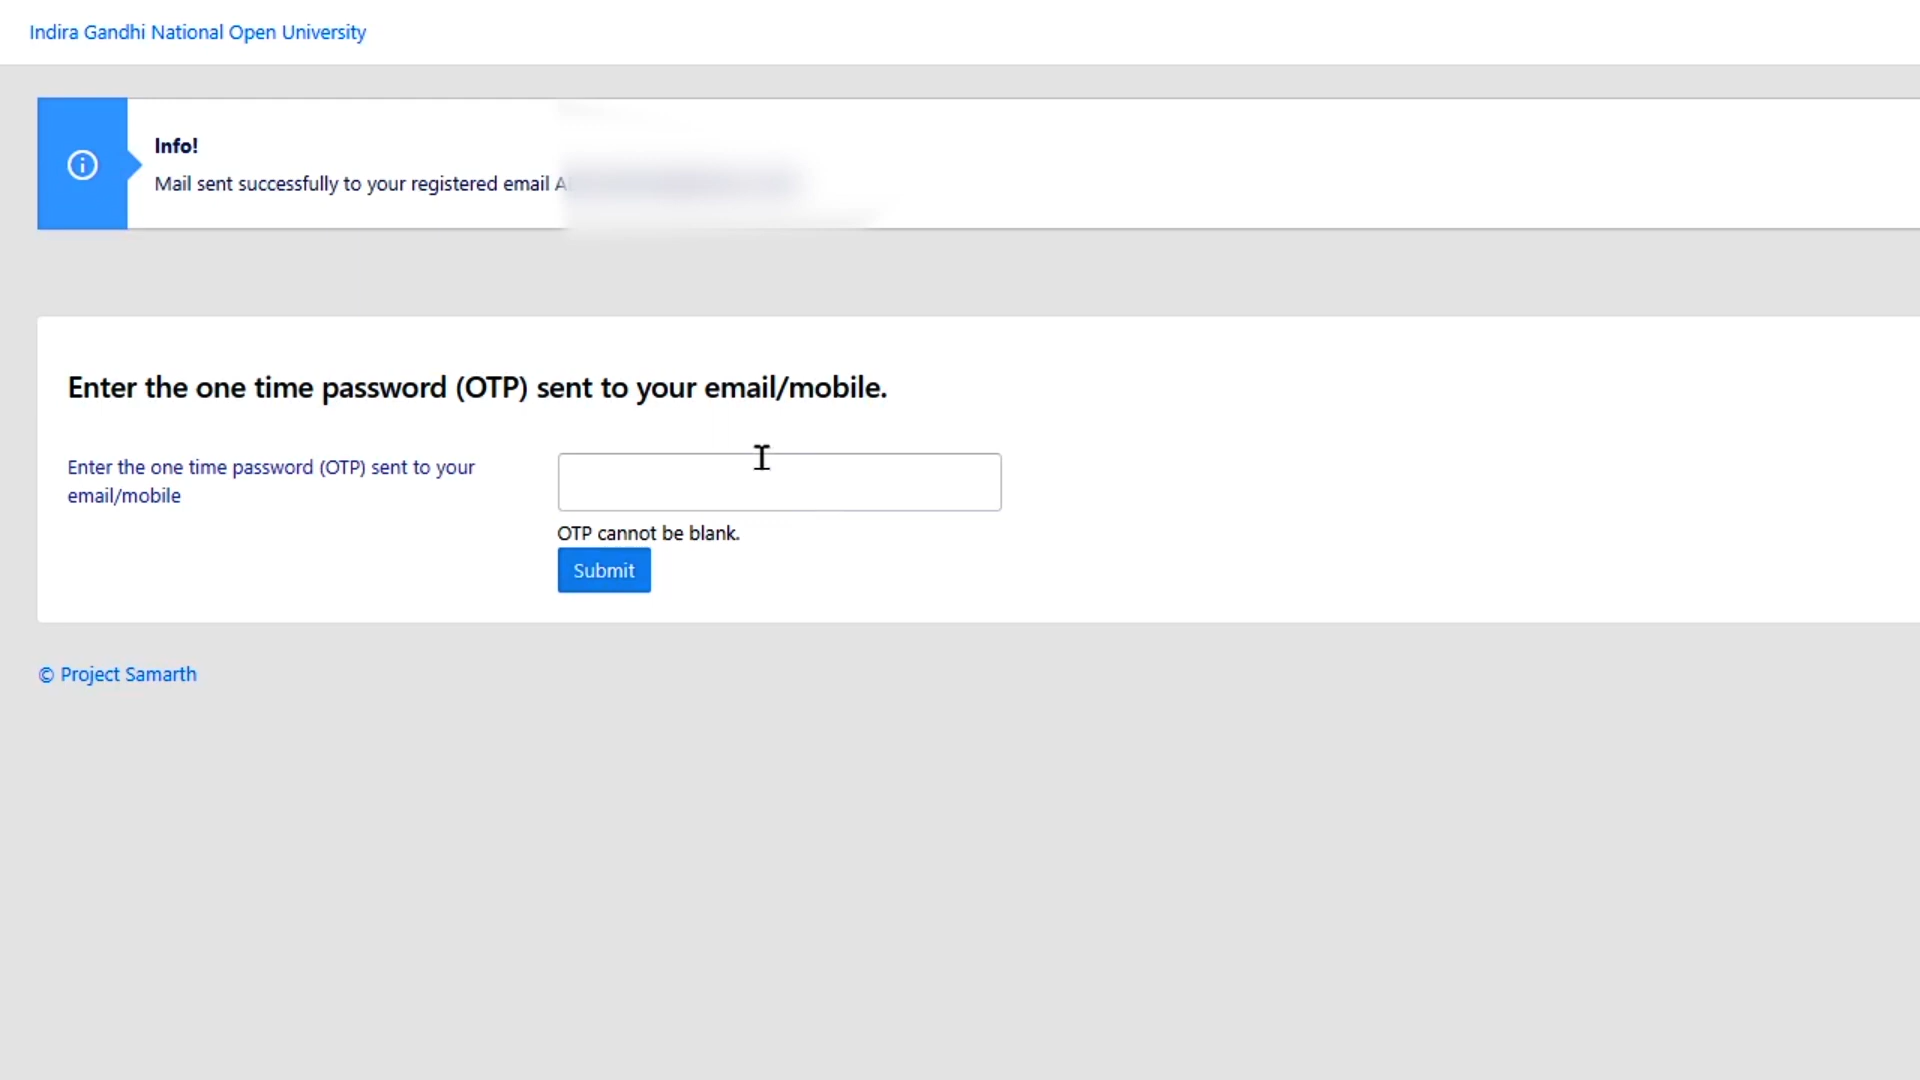 Indira Gandhi National Open University
Info!
Mail sent successfully to your registered email
Enter the one time password (OTP) sent to your email/mobile.
Enter the one time password (OTP) sent to your
email/mobile
OTP cannot be blank.
Submit
© Project Samarth